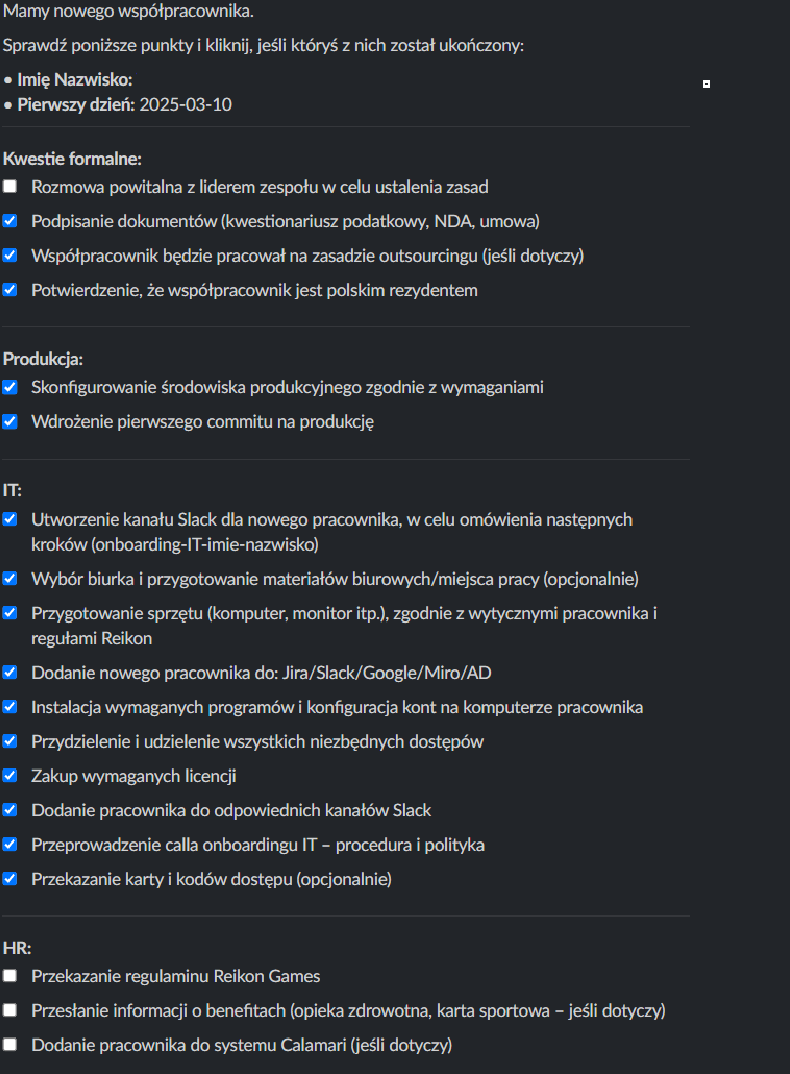 Mamy nowego współpracownika.
Sprawdź poniższe punkty i kliknij, jeśli któryś z nich został ukończony:
• Imię Nazwisko:
• Pierwszy dzień: 2025-03-10
Kwestie formalne:
Rozmowa powitalna z liderem zespołu w celu ustalenia zasad
Podpisanie dokumentów (kwestionariusz podatkowy, NDA, umowa)
Współpracownik będzie pracował na zasadzie outsourcingu (jeśli dotyczy)
Potwierdzenie, że współpracownik jest polskim rezydentem
Produkcja:
Skonfigurowanie środowiska produkcyjnego zgodnie z wymaganiami
Wdrożenie pierwszego commitu na produkcję
IT:
Utworzenie kanału Slack dla nowego pracownika, w celu omówienia następnych
kroków (onboarding-IT-imie-nazwisko)
Wybór biurka i przygotowanie materiałów biurowych/miejsca pracy (opcjonalnie)
Przygotowanie sprzętu (komputer, monitor itp.), zgodnie z wytycznymi pracownika i
regułami Reikon
Dodanie nowego pracownika do: Jira/Slack/Google/Miro/AD
Instalacja wymaganych programów i konfiguracja kont na komputerze pracownika
Przydzielenie i udzielenie wszystkich niezbędnych dostępów
Zakup wymaganych licencji
Dodanie pracownika do odpowiednich kanałów Slack
Przeprowadzenie calla onboardingu IT – procedura i polityka
Przekazanie karty i kodów dostępu (opcjonalnie)
HR:
Przekazanie regulaminu Reikon Games
Przesłanie informacji o benefitach (opieka zdrowotna, karta sportowa – jeśli dotyczy)
Dodanie pracownika do systemu Calamari (jeśli dotyczy)